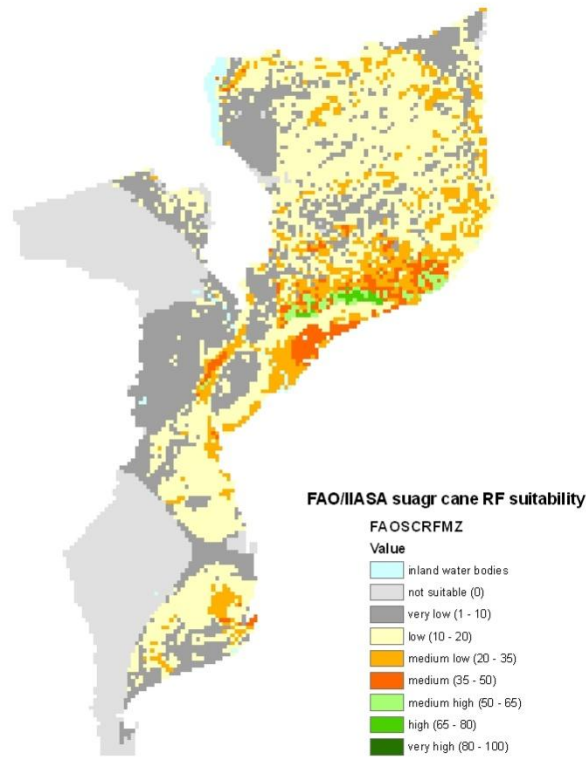 FAO/IIASA suagr cane RF suitability
FAOSCRFMZ
Value
inland water bodies
not suitable (0)
very low (1 - 10)
low (10 - 20)
medium low (20 - 35)
medium (35 - 50)
medium high (50 - 65)
high (65 - 80)
very high (80 - 100)